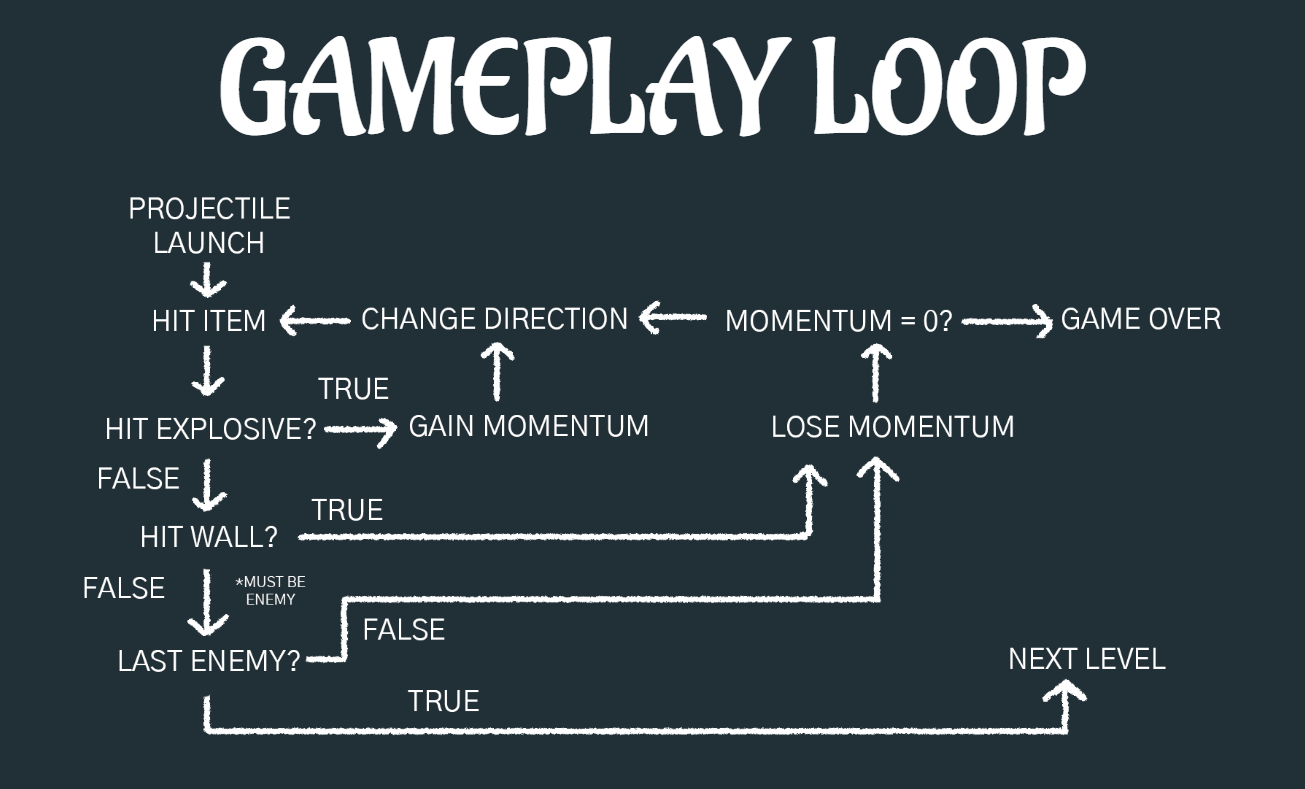 GAMEPLAY LOOP
PROJECTILE
LAUNCH
HIT ITEM
CHANGE DIRECTION
MOMENTUM = 0?
GAME OVER
TRUE
HIT EXPLOSIVE?
GAIN MOMENTUM
LOSE MOMENTUM
FALSE
TRUE
HIT WALL?
FALSE
*MUST BE
ENEMY
FALSE
LAST ENEMY?
NEXT LEVEL
TRUE